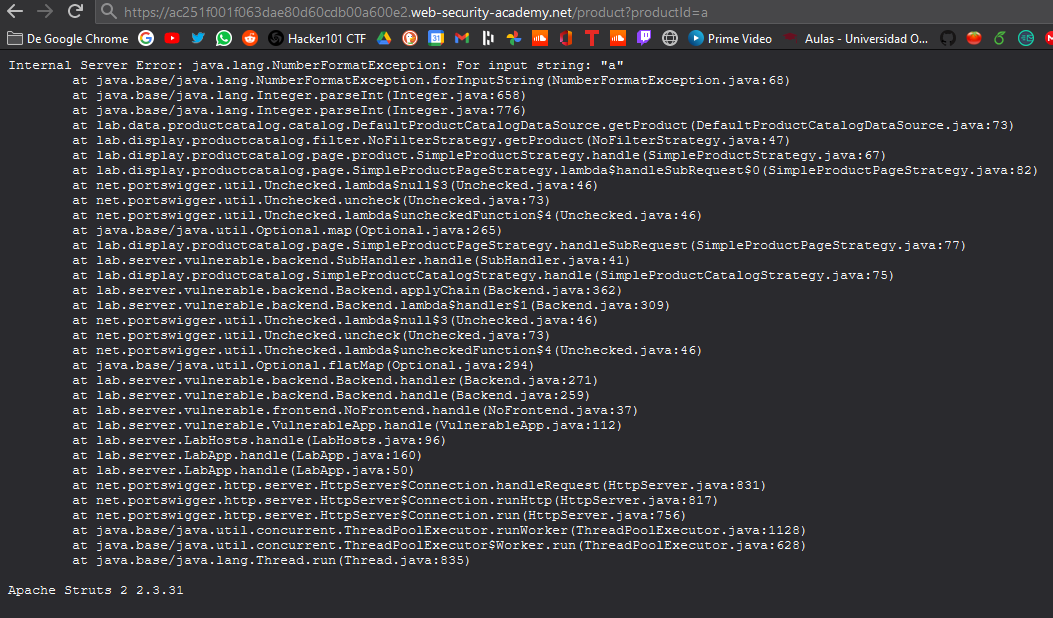 https://ac251f001f063dae80d60cdb00a600e2.web-security-academy.net/product?productId=a
De Google Chrome Hacker101 CTF Prime Video Aulas - Universidad O...
Internal Server Error: java.lang.NumberFormatException: For input string: "a"
at java.base/java.lang.NumberFormatException.forInputString(NumberFormatException.java:68)
at java.base/java.lang.Integer.parseInt(Integer.java:658)
at java.base/java.lang.Integer.parseInt(Integer.java:776)
at lab.data.productcatalog.catalog.DefaultProductCatalogDataSource.getProduct(DefaultProductCatalogDataSource.java:73)
at lab.display.productcatalog.filter.NoFilterStrategy.getProduct(NoFilterStrategy.java:47)
at lab.display.productcatalog.page.product.SimpleProductStrategy.handle(SimpleProductStrategy.java:67)
at lab.display.productcatalog.page.SimpleProductPageStrategy.lambda$handleSubRequest$0(SimpleProductPageStrategy.java:82)
at net.portswigger.util.Unchecked.lambda$null$3(Unchecked.java:46)
at net.portswigger.util.Unchecked.uncheck(Unchecked.java:73)
at net.portswigger.util.Unchecked.lambda$uncheckedFunction$4(Unchecked.java:46)
at java.base/java.util.Optional.map(Optional.java:265)
at lab.display.productcatalog.page.SimpleProductPageStrategy.handleSubRequest(SimpleProductPageStrategy.java:77)
at lab.server.vulnerable.backend.SubHandler.handle(SubHandler.java:41)
at lab.display.productcatalog.SimpleProductCatalogStrategy.handle(SimpleProductCatalogStrategy.java:75)
at lab.server.vulnerable.backend.Backend.applyChain(Backend.java:362)
at lab.server.vulnerable.backend.Backend.lambda$handler$1(Backend.java:309)
at net.portswigger.util.Unchecked.lambda$null$3(Unchecked.java:46)
at net.portswigger.util.Unchecked.uncheck(Unchecked.java:73)
at net.portswigger.util.Unchecked.lambda$uncheckedFunction$4(Unchecked.java:46)
at java.base/java.util.Optional.flatMap(Optional.java:294)
at lab.server.vulnerable.backend.Backend.handler(Backend.java:271)
at lab.server.vulnerable.backend.Backend.handle(Backend.java:259)
at lab.server.vulnerable.frontend.NoFrontend.handle(NoFrontend.java:37)
at lab.server.vulnerable.VulnerableApp.handle(VulnerableApp.java:112)
at lab.server.LabHosts.handle(LabHosts.java:96)
at lab.server.LabApp.handle(LabApp.java:160)
at lab.server.LabApp.handle(LabApp.java:50)
at net.portswigger.http.server.HttpServer$Connection.handleRequest(HttpServer.java:831)
at net.portswigger.http.server.HttpServer$Connection.runHttp(HttpServer.java:817)
at net.portswigger.http.server.HttpServer$Connection.run(HttpServer.java:756)
at java.base/java.util.concurrent.ThreadPoolExecutor.runWorker(ThreadPoolExecutor.java:1128)
at java.base/java.util.concurrent.ThreadPoolExecutor$Worker.run(ThreadPoolExecutor.java:628)
at java.base/java.lang.Thread.run(Thread.java:835)
Apache Struts 2 2.3.31